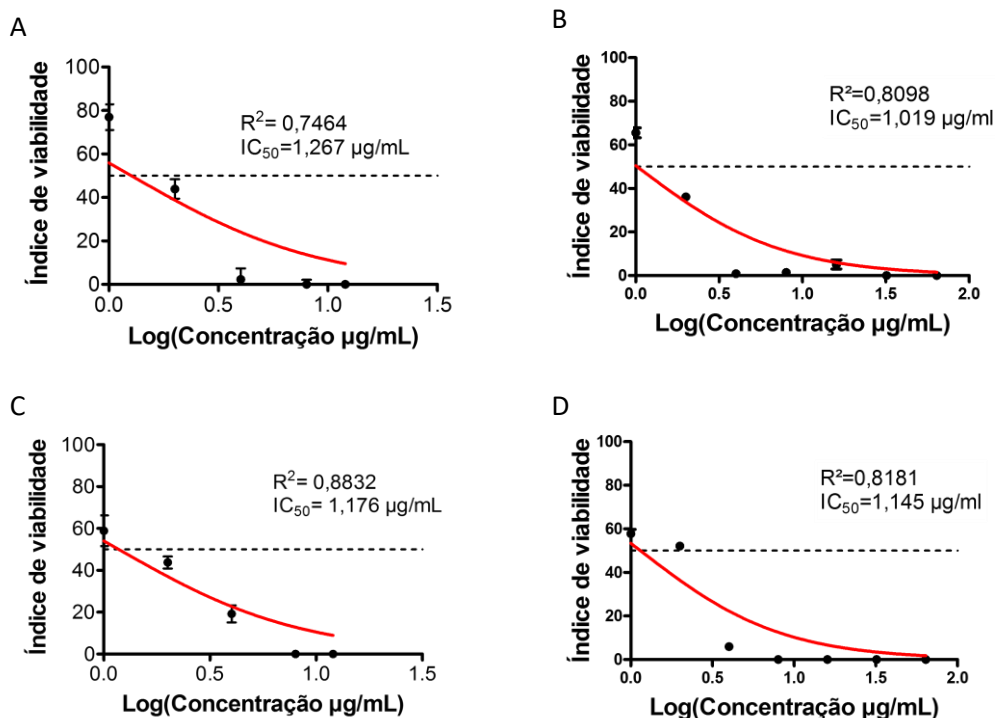 A
Índice de viabilidade
100
80
60
40
20
0
R2= 0,7464
IC50=1,267 µg/mL
0.0 0.5 1.0 1.5
Log(Concentração µg/mL)
B
Índice de viabilidade
100
80
60
40
20
0
R²=0,8098
IC50=1,019 µg/ml
0.0 0.5 1.0 1.5 2.0
Log(Concentração µg/mL)
C
Índice de viabilidade
100
80
60
40
20
0
R2= 0,8832
IC50= 1,176 µg/mL
0.0 0.5 1.0 1.5
Log(Concentração µg/mL)
D
Índice de viabilidade
100
80
60
40
20
0
R²=0,8181
IC50=1,145 µg/ml
0.0 0.5 1.0 1.5 2.0
Log(Concentração µg/mL)